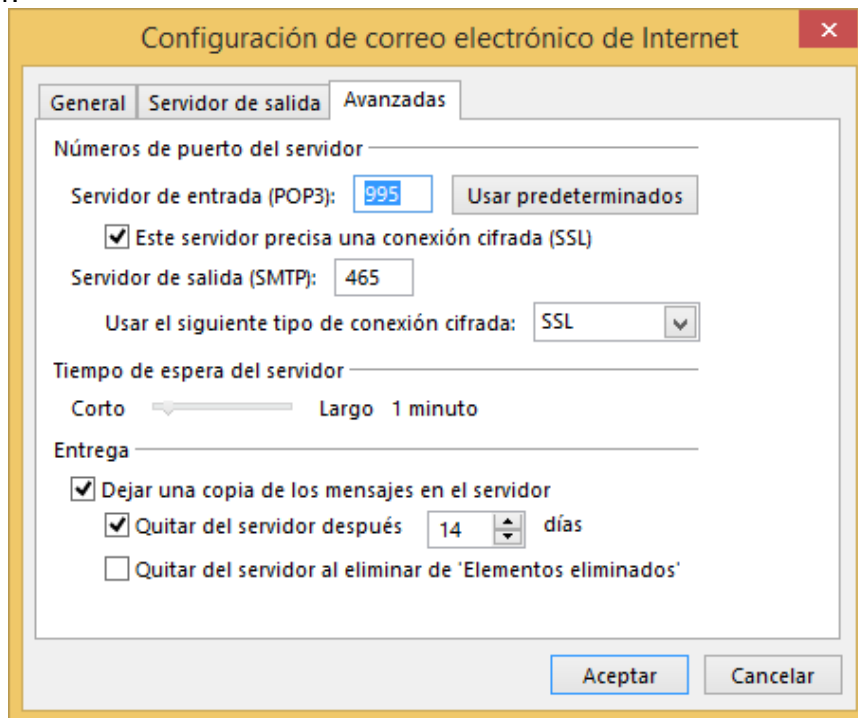 Configuración de correo electrónico de Internet
General Servidor de salida Avanzadas
Números de puerto del servidor
Servidor de entrada (POP3): 995 Usar predeterminados
Este servidor precisa una conexión cifrada (SSL)
Servidor de salida (SMTP): 465
Usar el siguiente tipo de conexión cifrada: SSL
Tiempo de espera del servidor
Corto Largo 1 minuto
Entrega
Dejar una copia de los mensajes en el servidor
Quitar del servidor después 14 días
Quitar del servidor al eliminar de 'Elementos eliminados'
Aceptar Cancelar